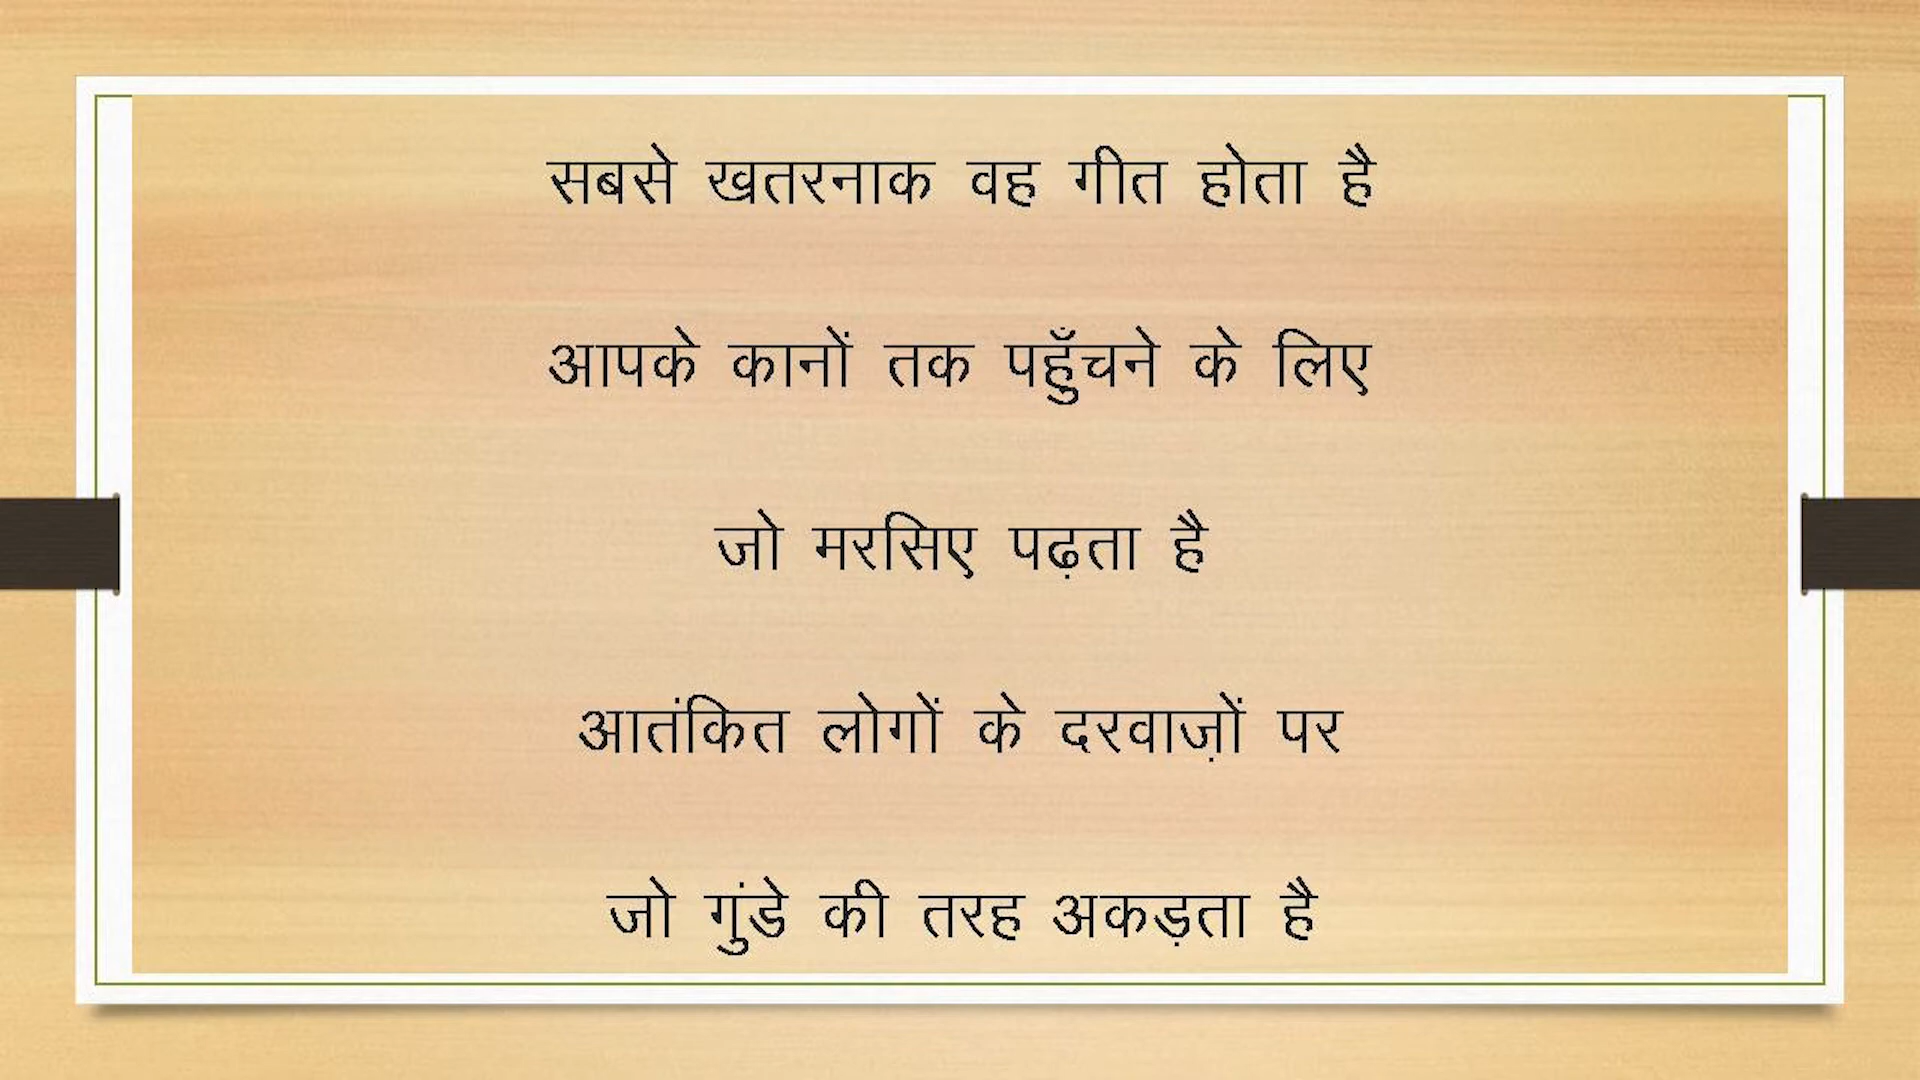 सबसे खतरनाक वह गीत होता है
आपके कानों तक पहुँचने के लिए
जो मरसिए पढ़ता है
आतंकित लोगों के दरवाज़ों पर
जो गुंडे की तरह अकड़ता है